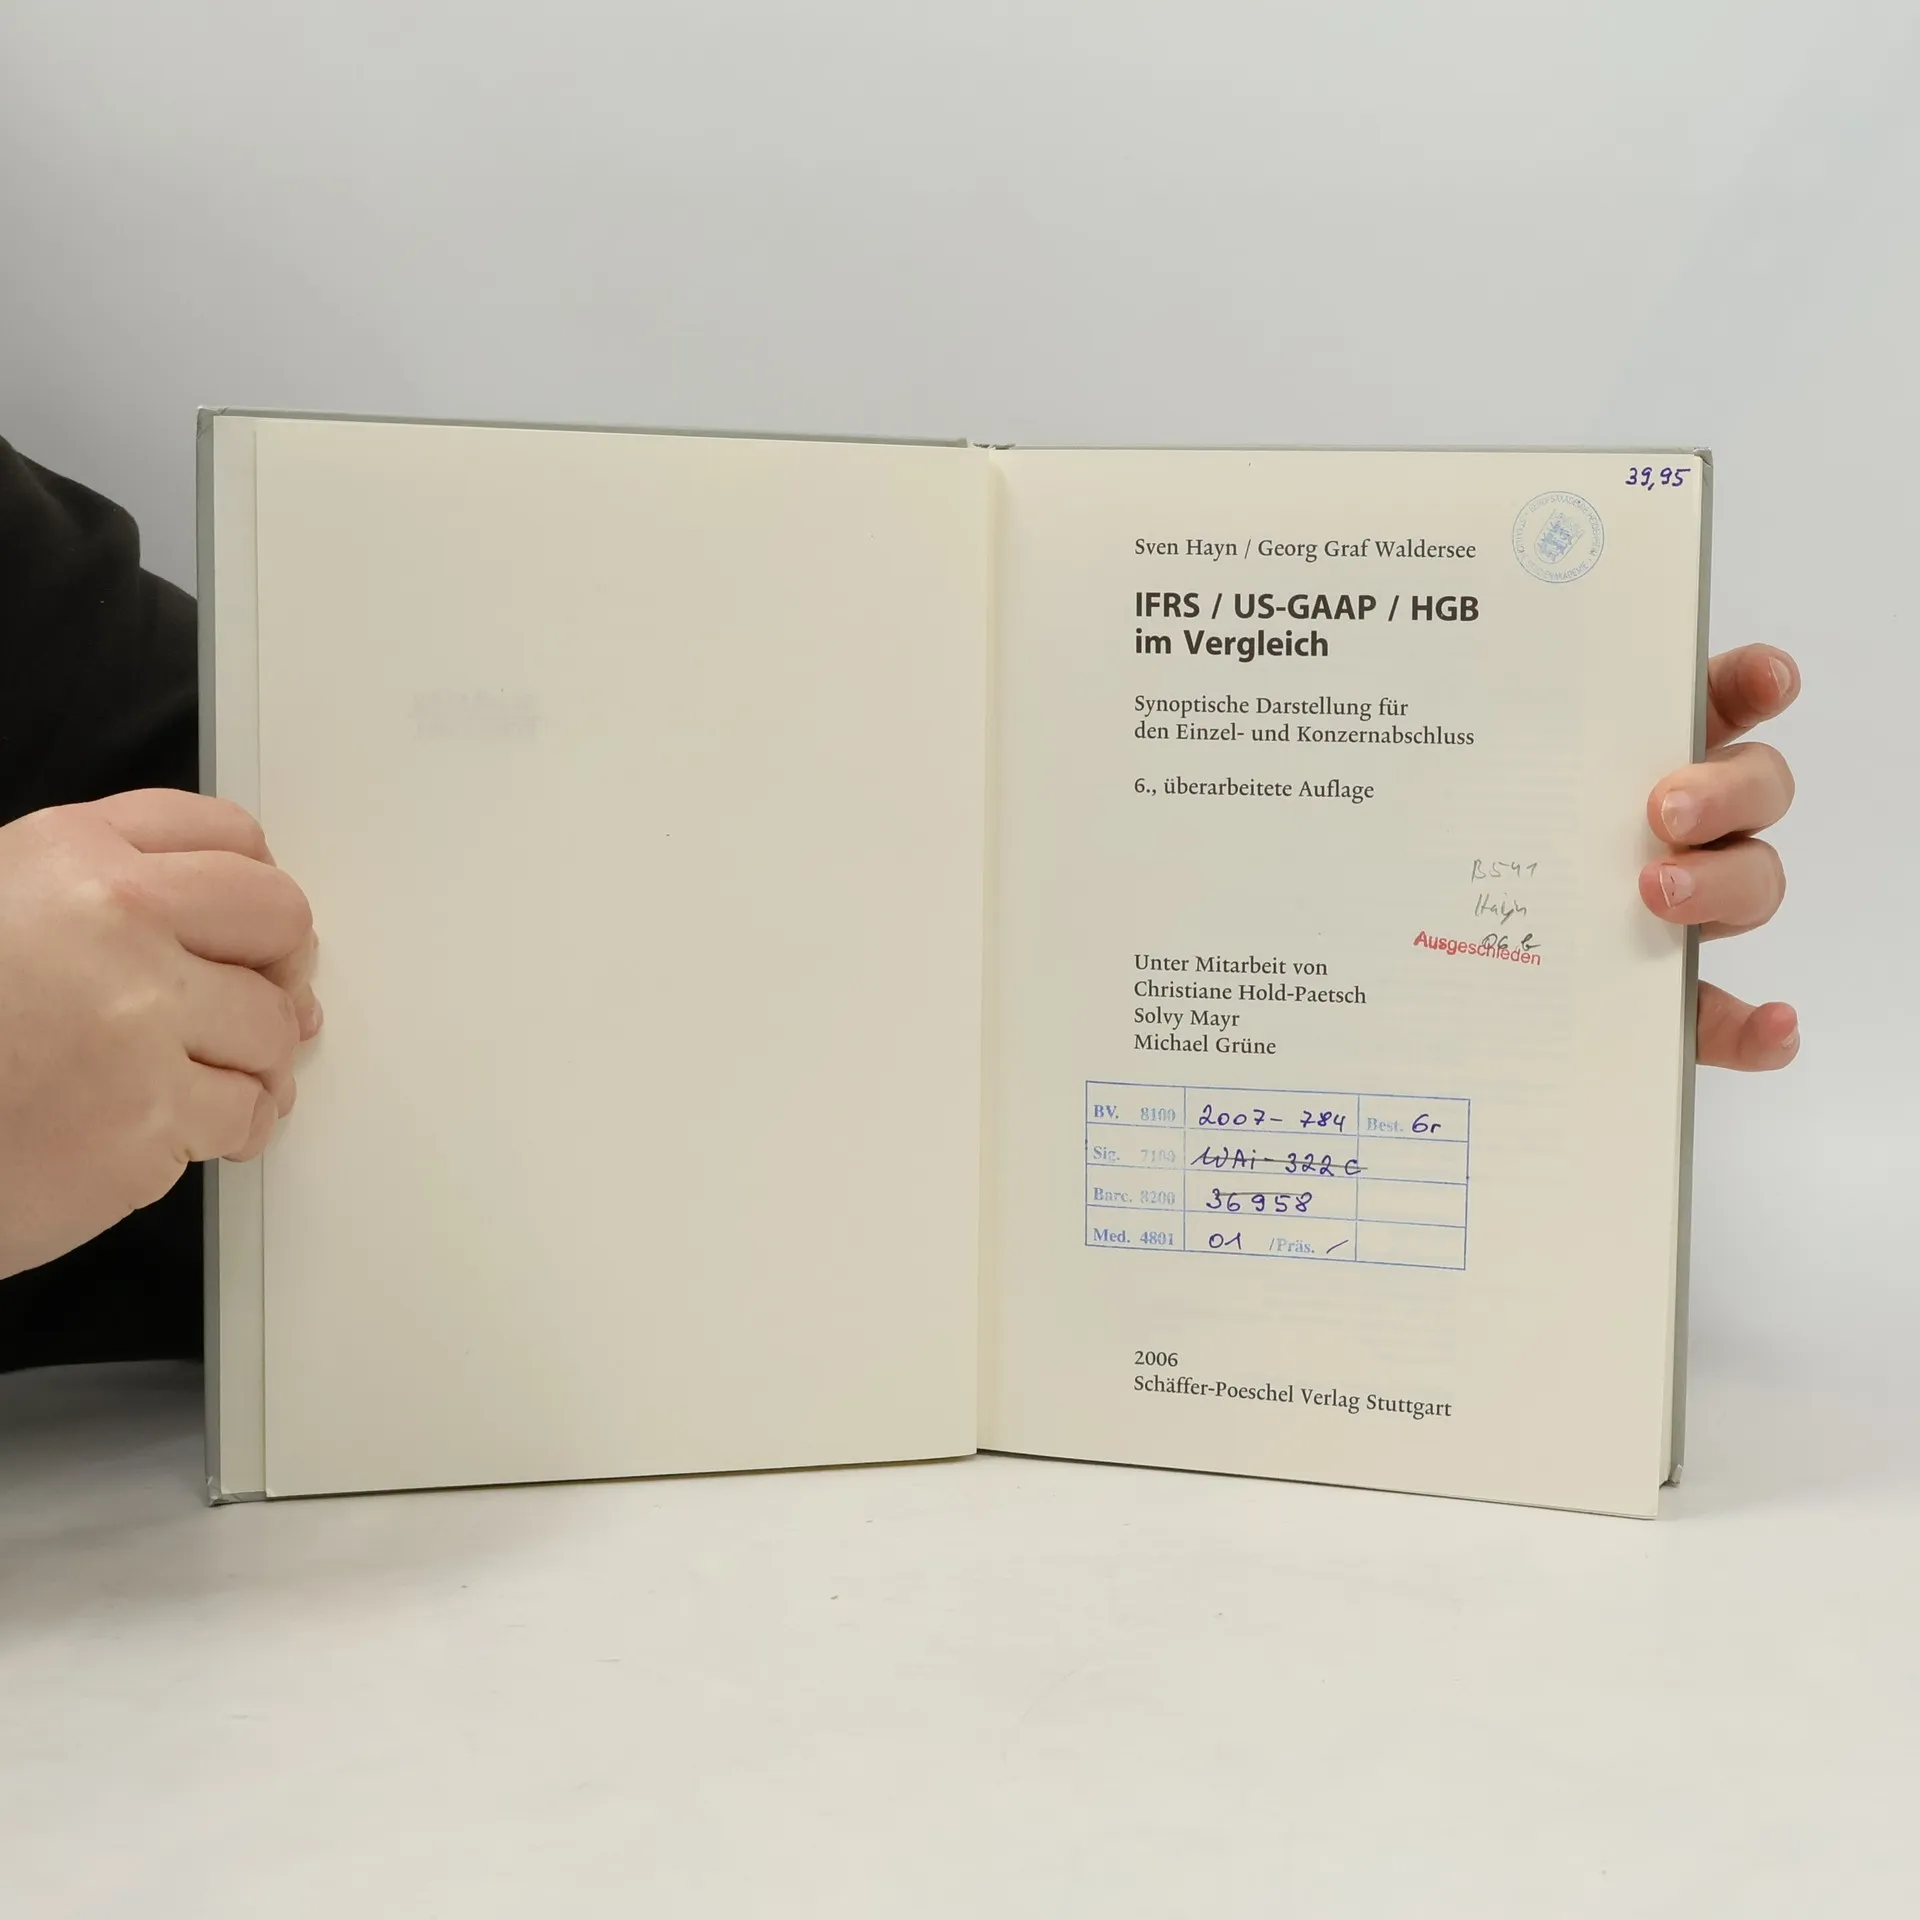 39,95
Sven Hayn / Georg Graf Waldersee
IFRS / US-GAAP / HGB
im Vergleich
Synoptische Darstellung für
den Einzel- und Konzernabschluss
6., überarbeitete Auflage
B541
Hayn
06 b
Ausgeschieden
Unter Mitarbeit von
Christiane Hold-Paetsch
Solvy Mayr
Michael Grüne
BV. 8100 2007-784 Best. 6r
Sig. 7100 WAi-322 C
Barc. 8200 36958
Med. 4801 01 /Präs. /
2006
Schäffer-Poeschel Verlag Stuttgart